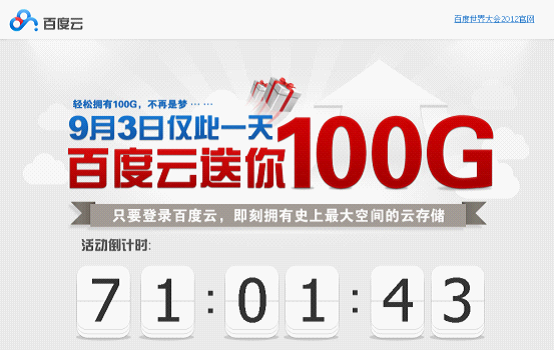 百度云
百度世界大会2012官网
轻松拥有100G，不再是梦 … …
9月3日仅此一天
百度云送你100G
只要登录百度云，即刻拥有史上最大空间的云存储
活动倒计时:
71:01:43